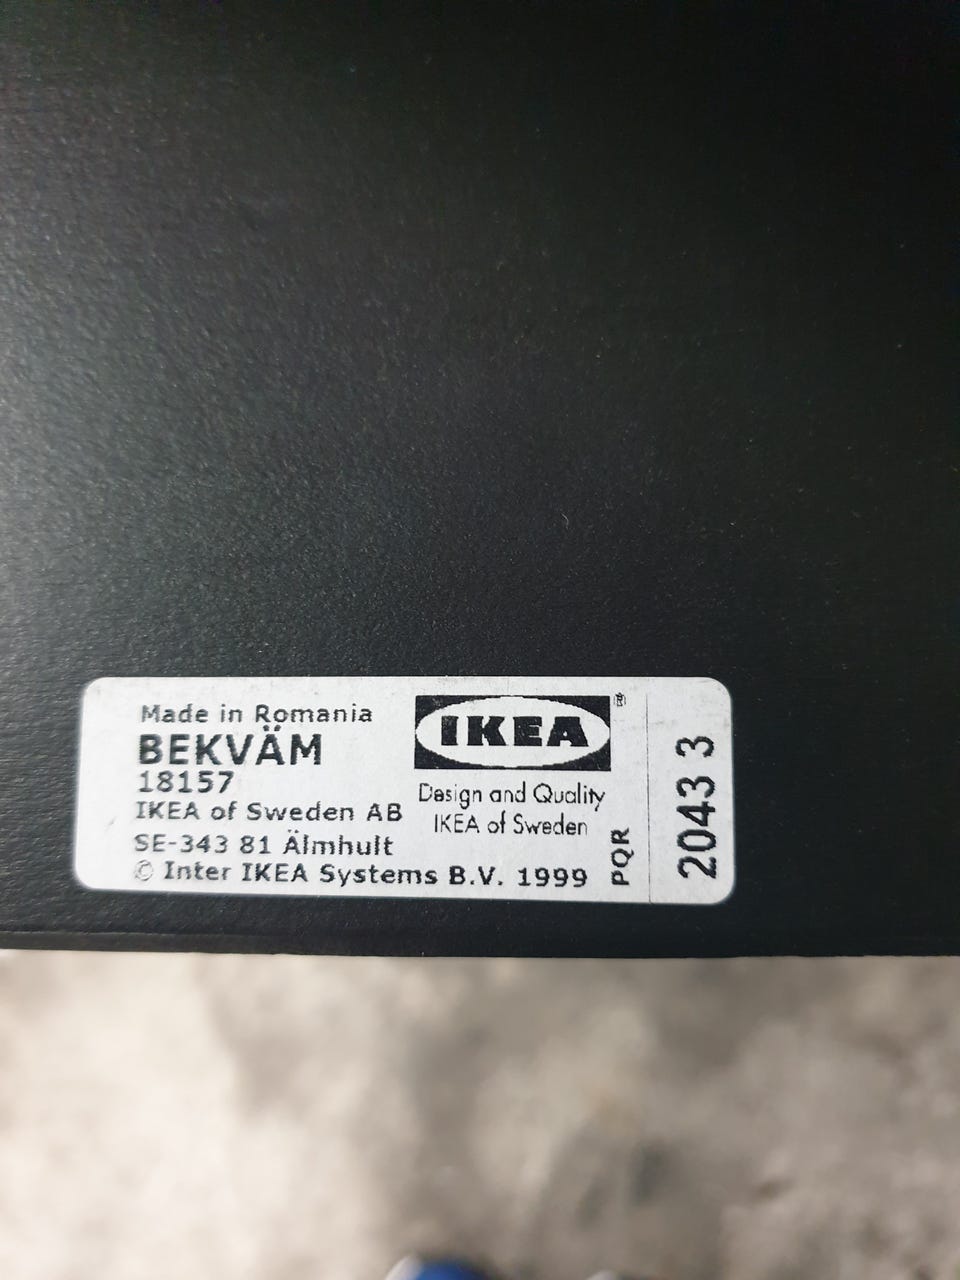 Made in Romania
BEKVÄM
18157
IKEA of Sweden AB
SE-343 81 Älmhult
© Inter IKEA Systems B.V. 1999
IKEA®
Design and Quality
IKEA of Sweden
PQR
2043 3